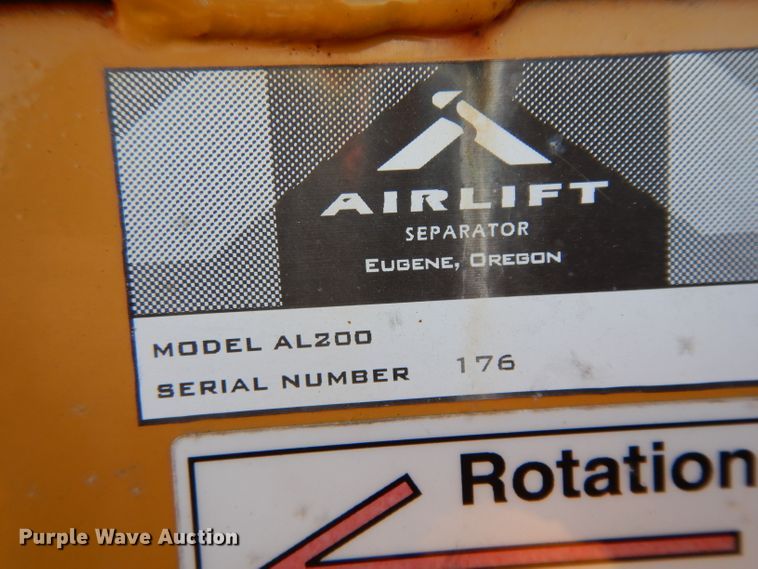 AIRLIFT
SEPARATOR
EUGENE, OREGON
MODEL AL200
SERIAL NUMBER 176
Rotation
Purple Wave Auction®